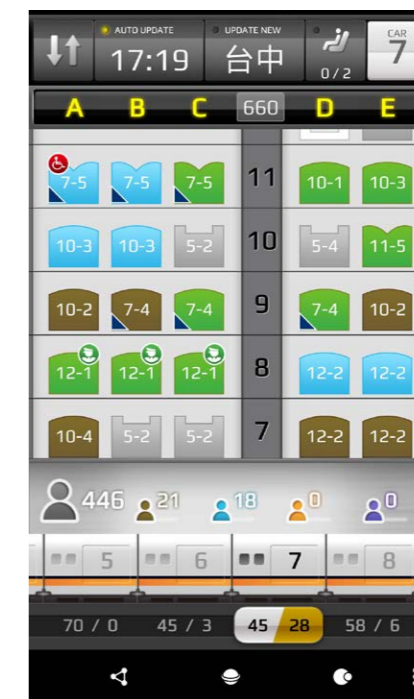 AUTO UPDATE UPDATE NEW CAR
17:19 台中 0/2 7
A B C 660 D E
7-5 7-5 7-5 11 10-1 10-3
10-3 10-3 5-2 10 5-4 11-5
10-2 7-4 7-4 9 7-4 10-2
12-1 12-1 12-1 8 12-2 12-2
10-4 5-2 5-2 7 12-2 12-2
446 21 18 0 0
5 6 7 8
70 / 0 45 / 3 45 28 58 / 6